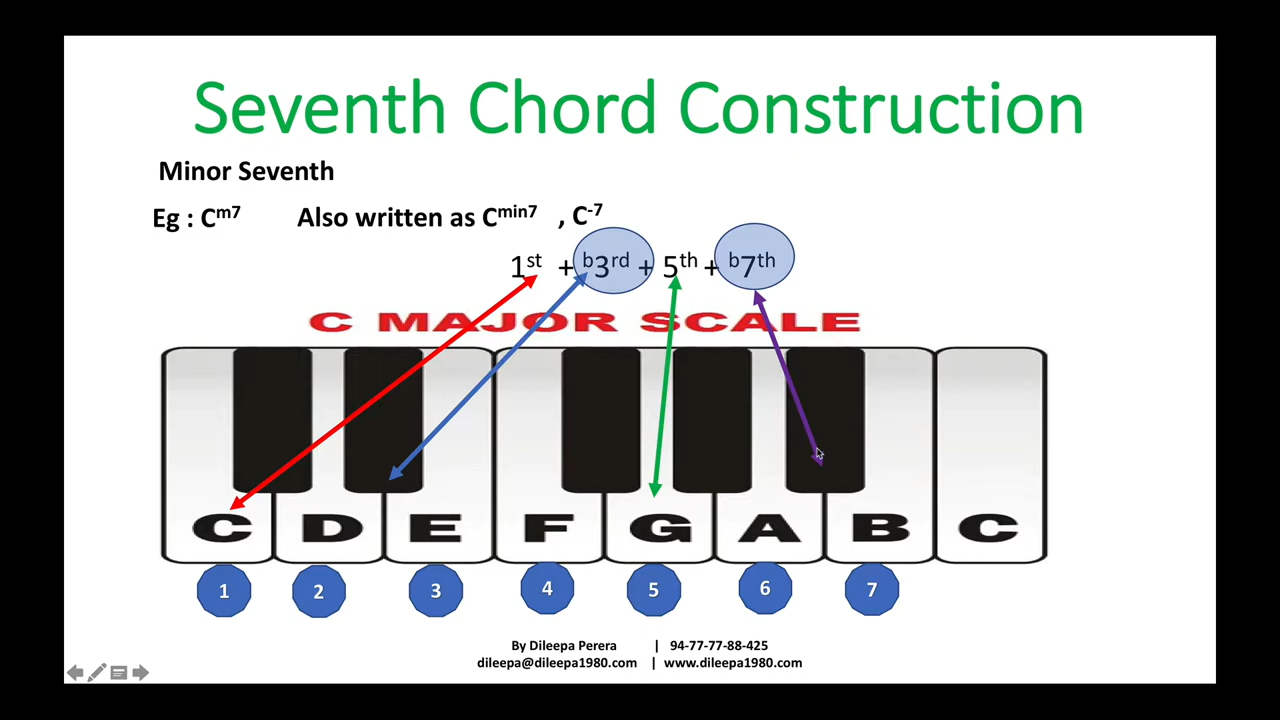 Seventh Chord Construction
Minor Seventh
Eg : Cm7 Also written as Cmin7 , C-7
1st + b3rd + 5th + b7th
C MAJOR SCALE
C D E F G A B C
1 2 3 4 5 6 7
By Dileepa Perera | 94-77-77-88-425
dileepa@dileepa1980.com | www.dileepa1980.com